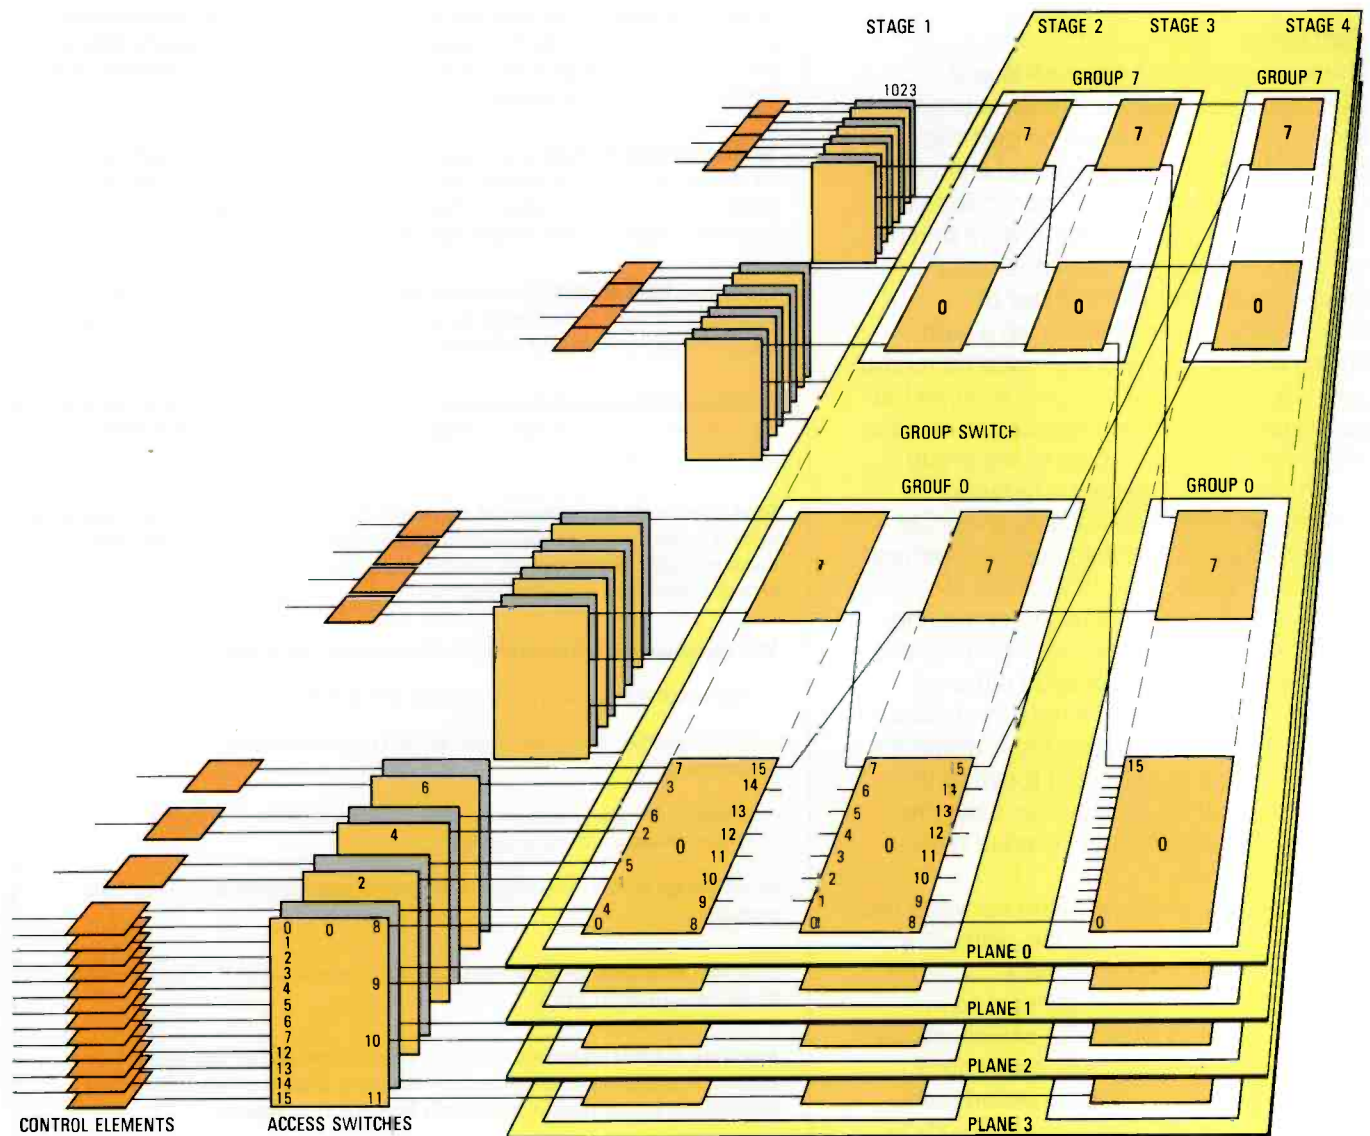 STAGE 1 STAGE 2 STAGE 3 STAGE 4
GROUP 7 GROUP 7
1023
7 7 7
0 0 0
GROUP SWITCH
GROUP 0 GROUP 0
7 7
7 15 7 15 15
6 3 14 6
6 13 5 13
4 2 12 4 12
0 0 0
5 11 3 11
2 10 2 10
9 1 9
4
0 8 8 0
0 0 8
1
2
3
4 9
5
6
7 10
12
13
14
15 11
PLANE 0
PLANE 1
PLANE 2
PLANE 3
CONTROL ELEMENTS ACCESS SWITCHES